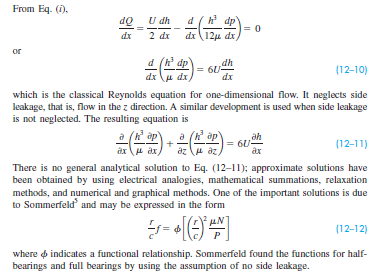 From Eq. (i),
dQ/dx = U/2 dh/dx − d/dx (h³/12μ dp/dx) = 0
or
d/dx (h³/μ dp/dx) = 6U dh/dx (12–10)
which is the classical Reynolds equation for one-dimensional flow. It neglects side
leakage, that is, flow in the z direction. A similar development is used when side leakage
is not neglected. The resulting equation is
∂/∂x (h³/μ ∂p/∂x) + ∂/∂z (h³/μ ∂p/∂z) = 6U ∂h/∂x (12–11)
There is no general analytical solution to Eq. (12–11); approximate solutions have
been obtained by using electrical analogies, mathematical summations, relaxation
methods, and numerical and graphical methods. One of the important solutions is due
to Sommerfeld⁵ and may be expressed in the form
r/c f = ϕ[(r/c)² μN/P] (12–12)
where ϕ indicates a functional relationship. Sommerfeld found the functions for half-
bearings and full bearings by using the assumption of no side leakage.